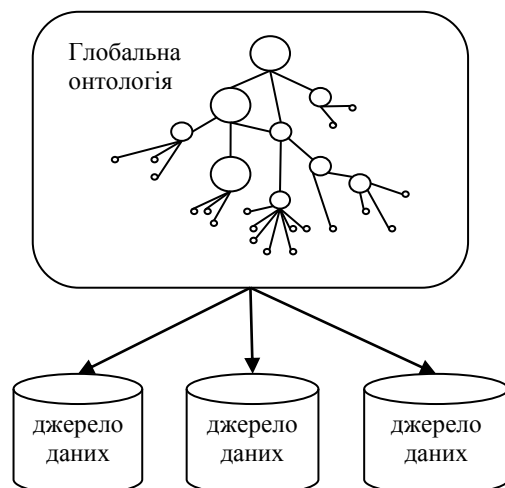 Глобальна
онтологія
джерело
даних
джерело
даних
джерело
даних